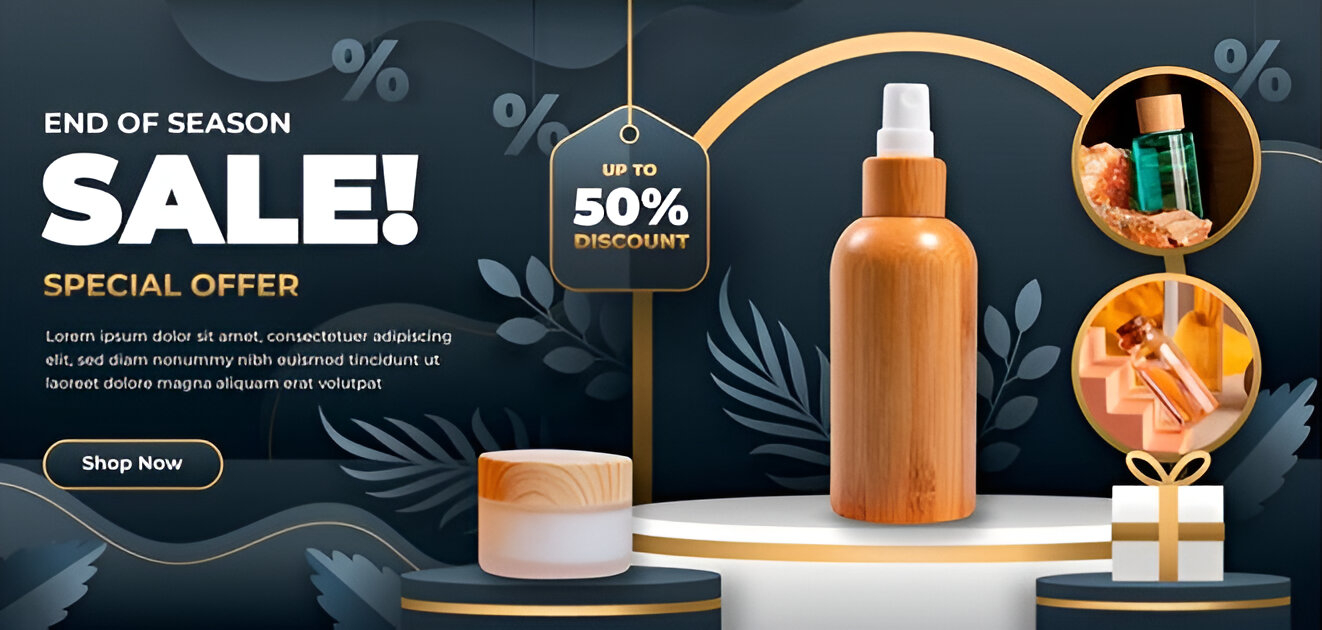 END OF SEASON
SALE!
SPECIAL OFFER
Lorem ipsum dolor sit amet, consectetuer adipiscing
elit, sed diam nonummy nibh euismod tincidunt ut
laoreet dolore magna aliquam erat volutpat
Shop Now
%
%
UP TO
50%
DISCOUNT
%